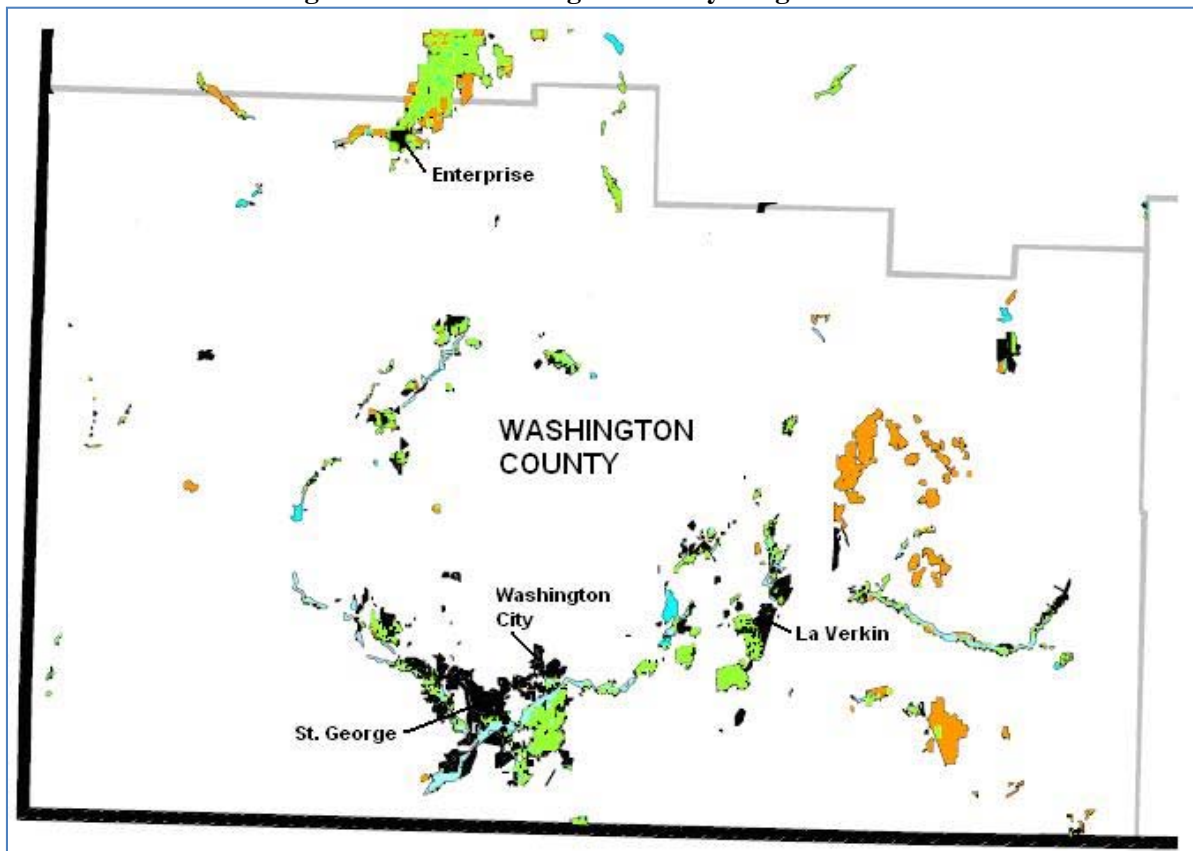 Enterprise
WASHINGTON
COUNTY
Washington
City
La Verkin
St. George